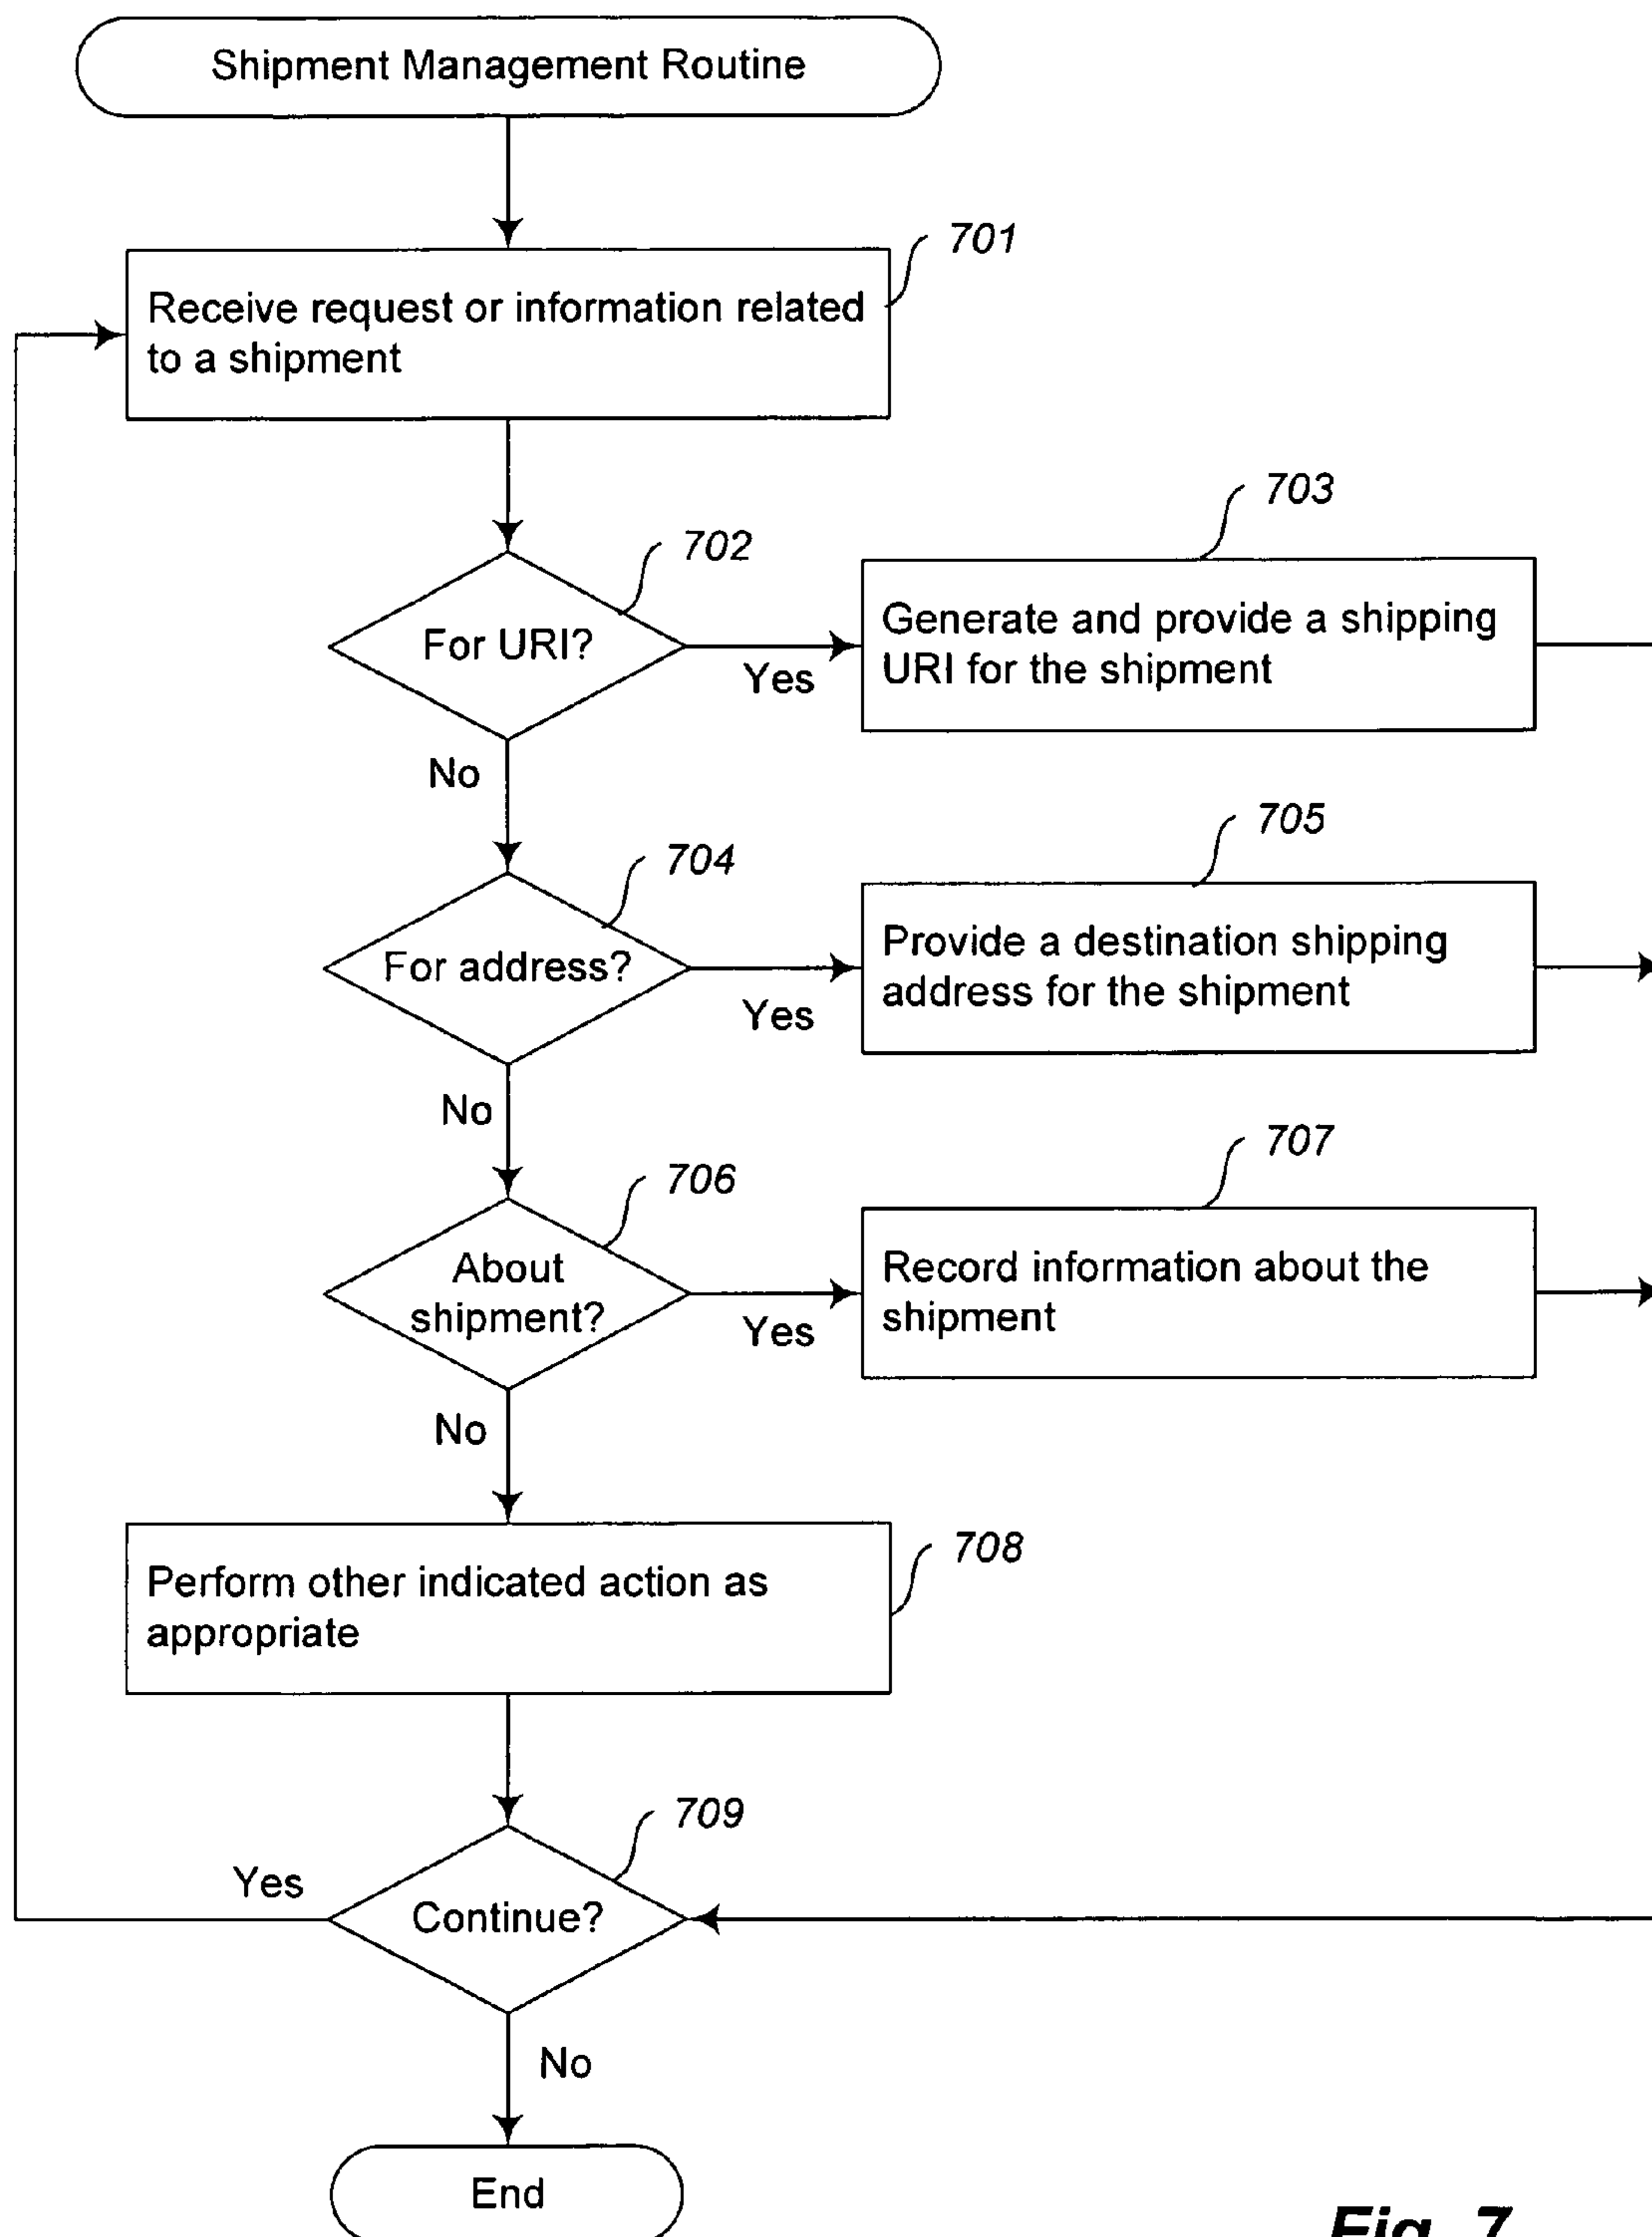 Shipment Management Routine
701
Receive request or information related
to a shipment
703
702
For URI?
Yes
Generate and provide a shipping
URI for the shipment
No
705
704
For address?
Yes
Provide a destination shipping
address for the shipment
No
707
706
About
shipment?
Yes
Record information about the
shipment
No
708
Perform other indicated action as
appropriate
709
Yes
Continue?
No
End
Fig. 7